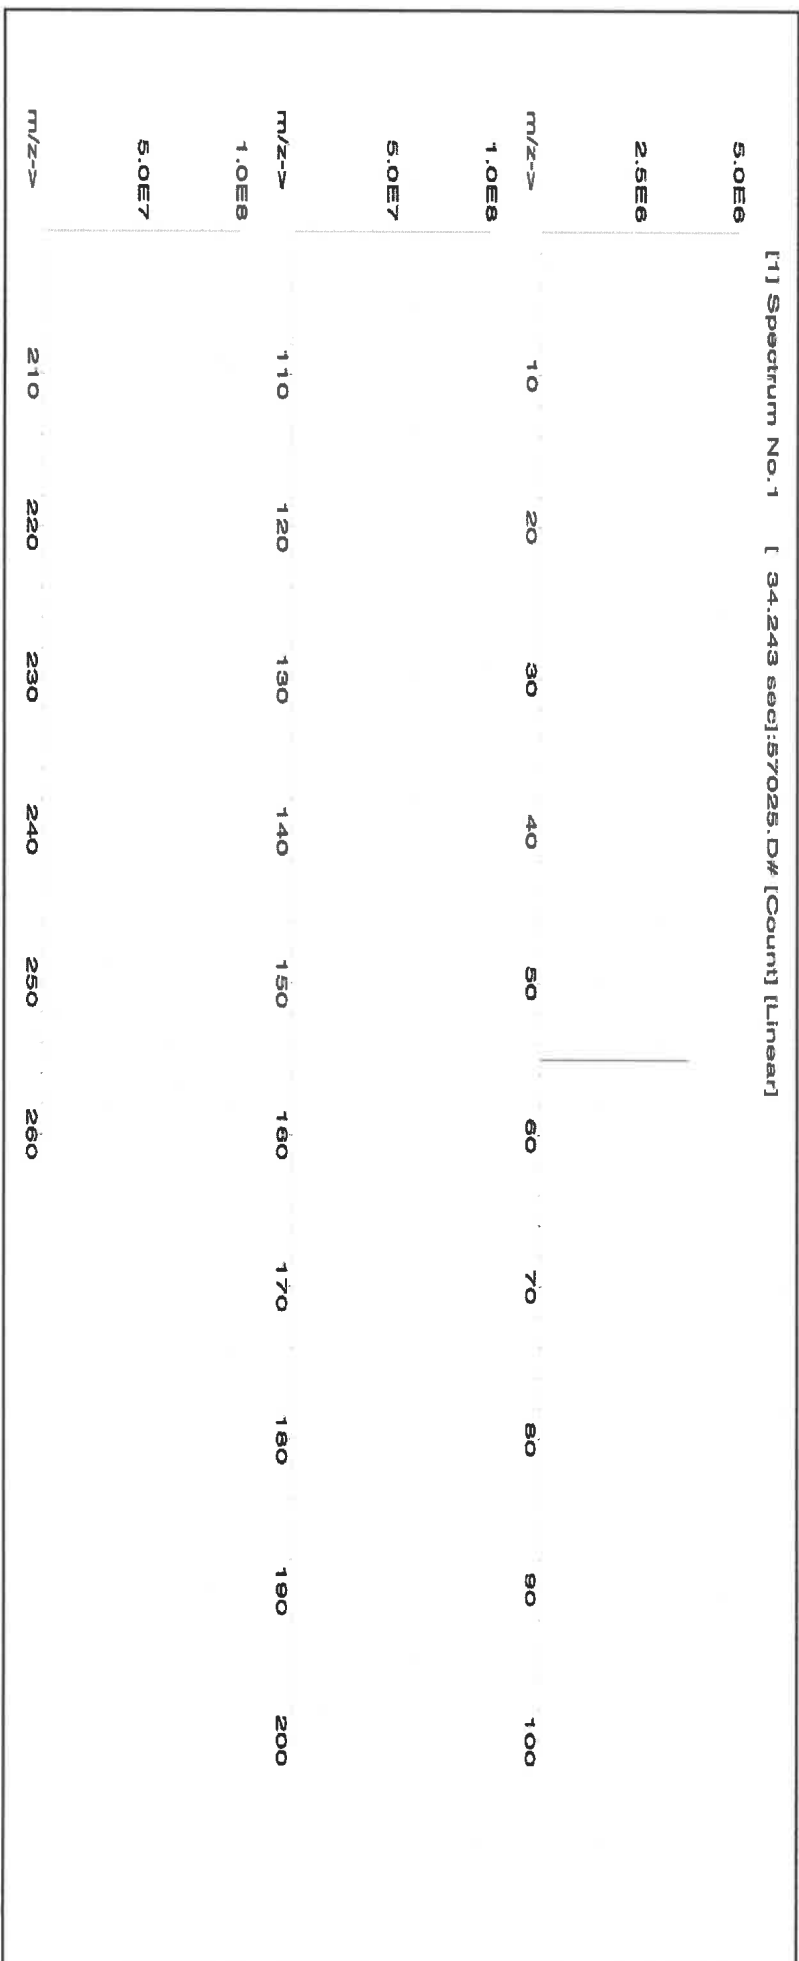 [1] Spectrum No.1 [ 34.243 sec]:57025.D# [Count] [Linear]
5.0E6
2.5E6
m/z-> 10 20 30 40 50 60 70 80 90 100
1.0E8
5.0E7
m/z-> 110 120 130 140 150 160 170 180 190 200
1.0E8
5.0E7
m/z-> 210 220 230 240 250 260